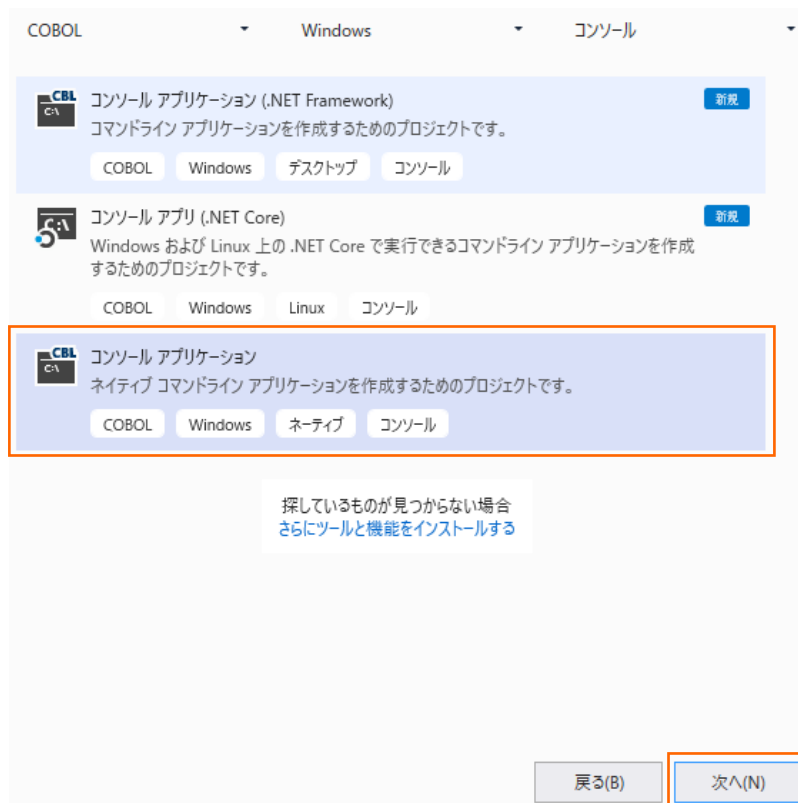 COBOL Windows コンソール
CBL
C:\
コンソール アプリケーション (.NET Framework) 新規
コマンドライン アプリケーションを作成するためのプロジェクトです。
COBOL Windows デスクトップ コンソール
C:\
コンソール アプリ (.NET Core) 新規
Windows および Linux 上の .NET Core で実行できるコマンドライン アプリケーションを作成
するためのプロジェクトです。
COBOL Windows Linux コンソール
CBL
C:\
コンソール アプリケーション
ネイティブ コマンドライン アプリケーションを作成するためのプロジェクトです。
COBOL Windows ネーティブ コンソール
探しているものが見つからない場合
さらにツールと機能をインストールする
戻る(B) 次へ(N)